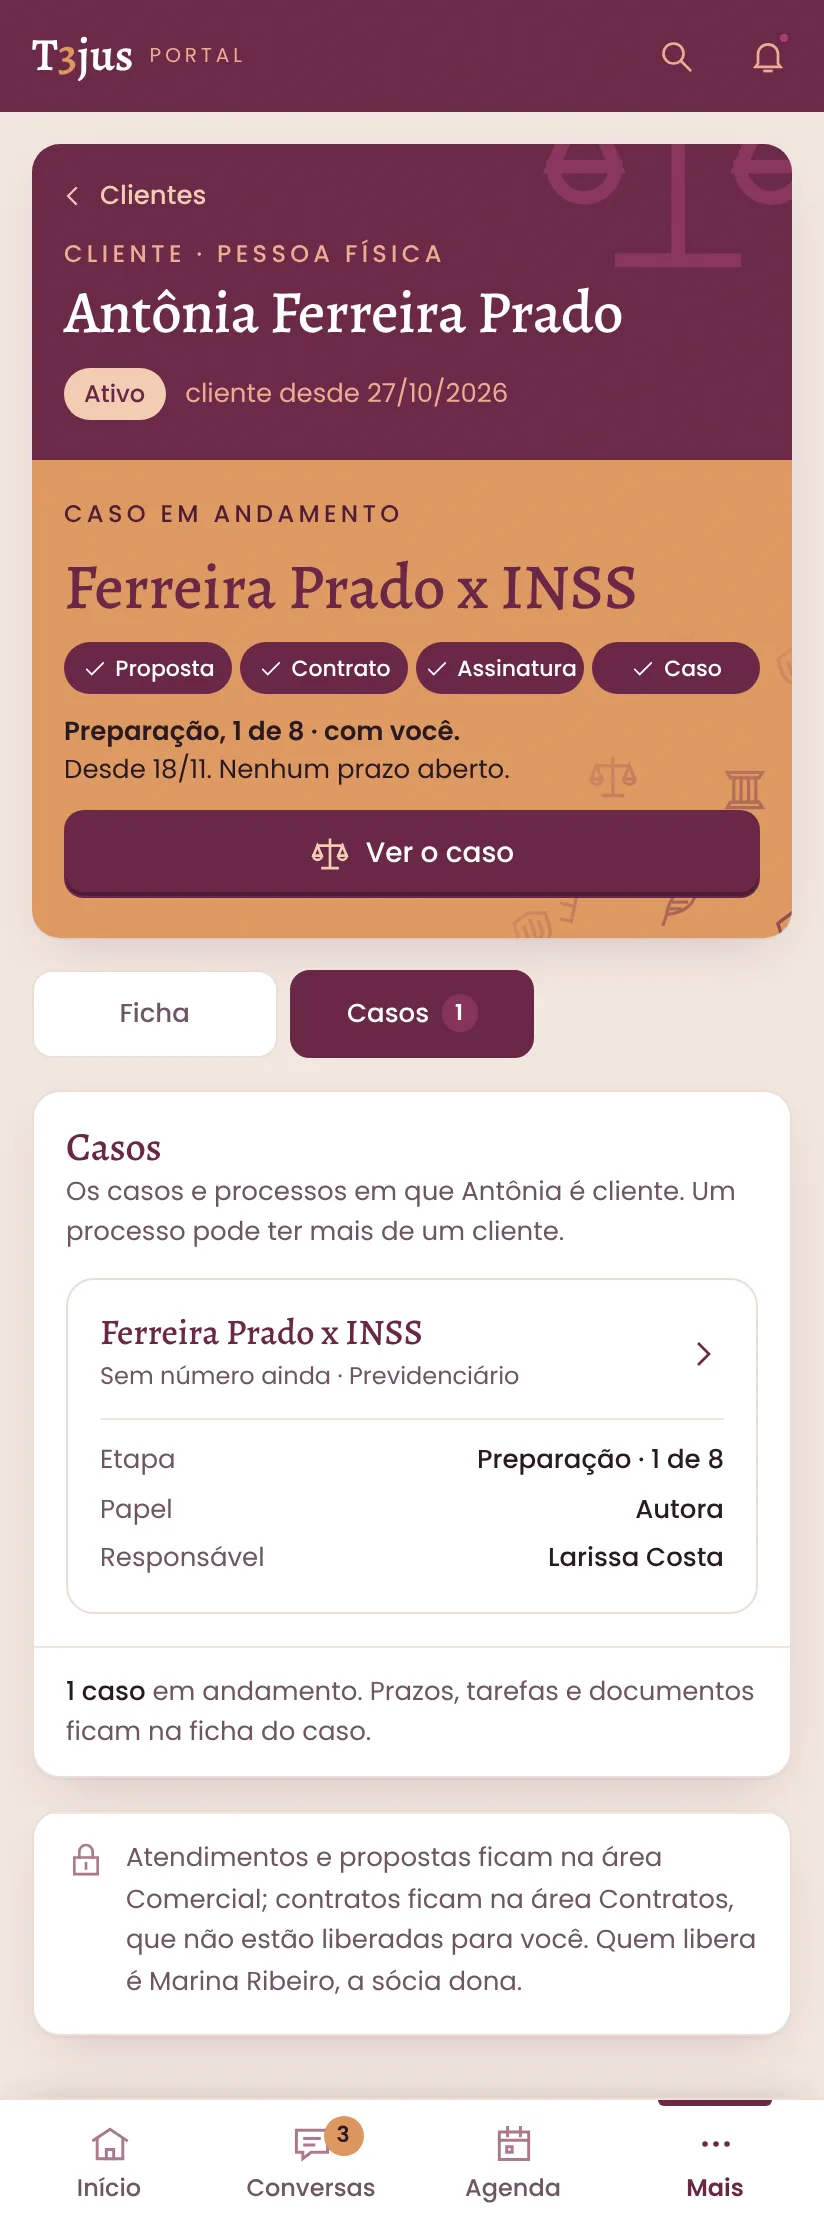 T3jus PORTAL
Clientes
CLIENTE · PESSOA FÍSICA
Antônia Ferreira Prado
Ativo cliente desde 27/10/2026
CASO EM ANDAMENTO
Ferreira Prado x INSS
Proposta Contrato Assinatura Caso
Preparação, 1 de 8 · com você.
Desde 18/11. Nenhum prazo aberto.
Ver o caso
Ficha Casos 1
Casos
Os casos e processos em que Antônia é cliente. Um
processo pode ter mais de um cliente.
Ferreira Prado x INSS
Sem número ainda · Previdenciário
Etapa Preparação · 1 de 8
Papel Autora
Responsável Larissa Costa
1 caso em andamento. Prazos, tarefas e documentos
ficam na ficha do caso.
Atendimentos e propostas ficam na área
Comercial; contratos ficam na área Contratos,
que não estão liberadas para você. Quem libera
é Marina Ribeiro, a sócia dona.
3
Início Conversas Agenda Mais